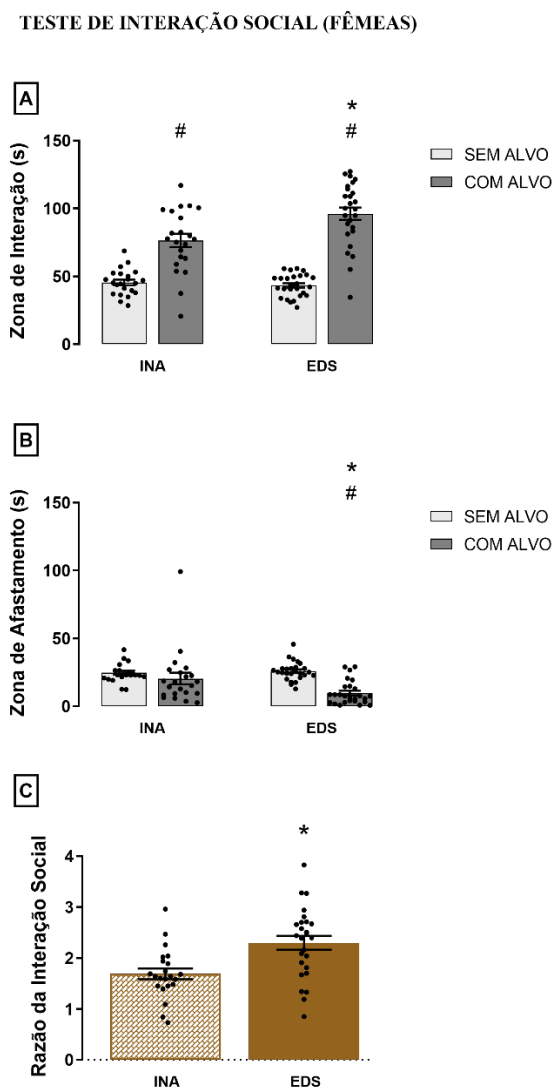 TESTE DE INTERAÇÃO SOCIAL (FÊMEAS)
A
Zona de Interação (s)
150
100
50
0
#
*
#
INA
EDS
SEM ALVO
COM ALVO
B
Zona de Afastamento (s)
150
100
50
0
*
#
INA
EDS
SEM ALVO
COM ALVO
C
Razão da Interação Social
4
3
2
1
0
*
INA
EDS